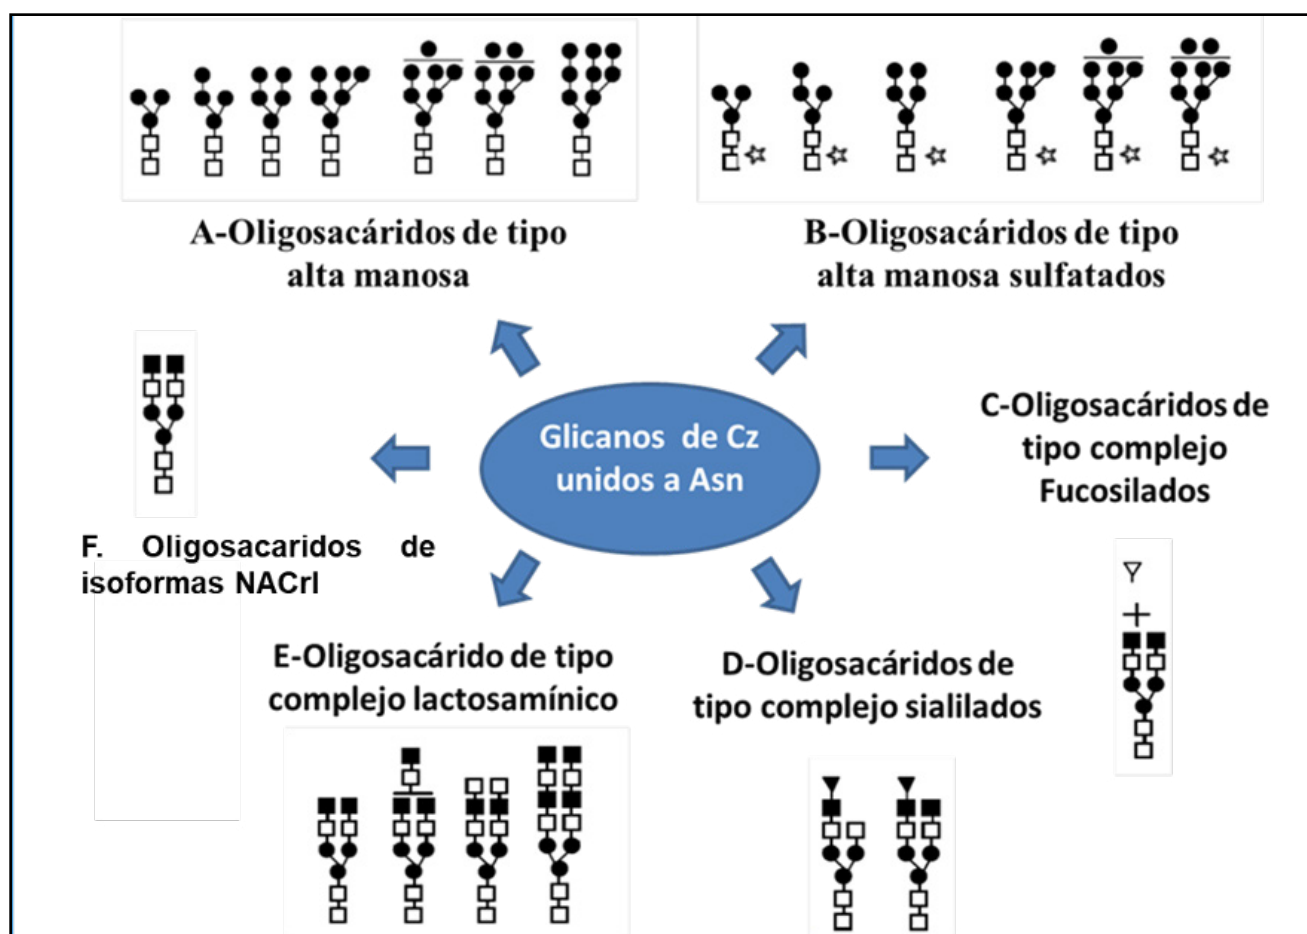 A-Oligosacáridos de tipo
alta manosa
B-Oligosacáridos de tipo
alta manosa sulfatados
Glicanos de Cz
unidos a Asn
C-Oligosacáridos de
tipo complejo
Fucosilados
F. Oligosacaridos de
isoformas NACrI
E-Oligosacárido de tipo
complejo lactosamínico
D-Oligosacáridos de
tipo complejo sialilados